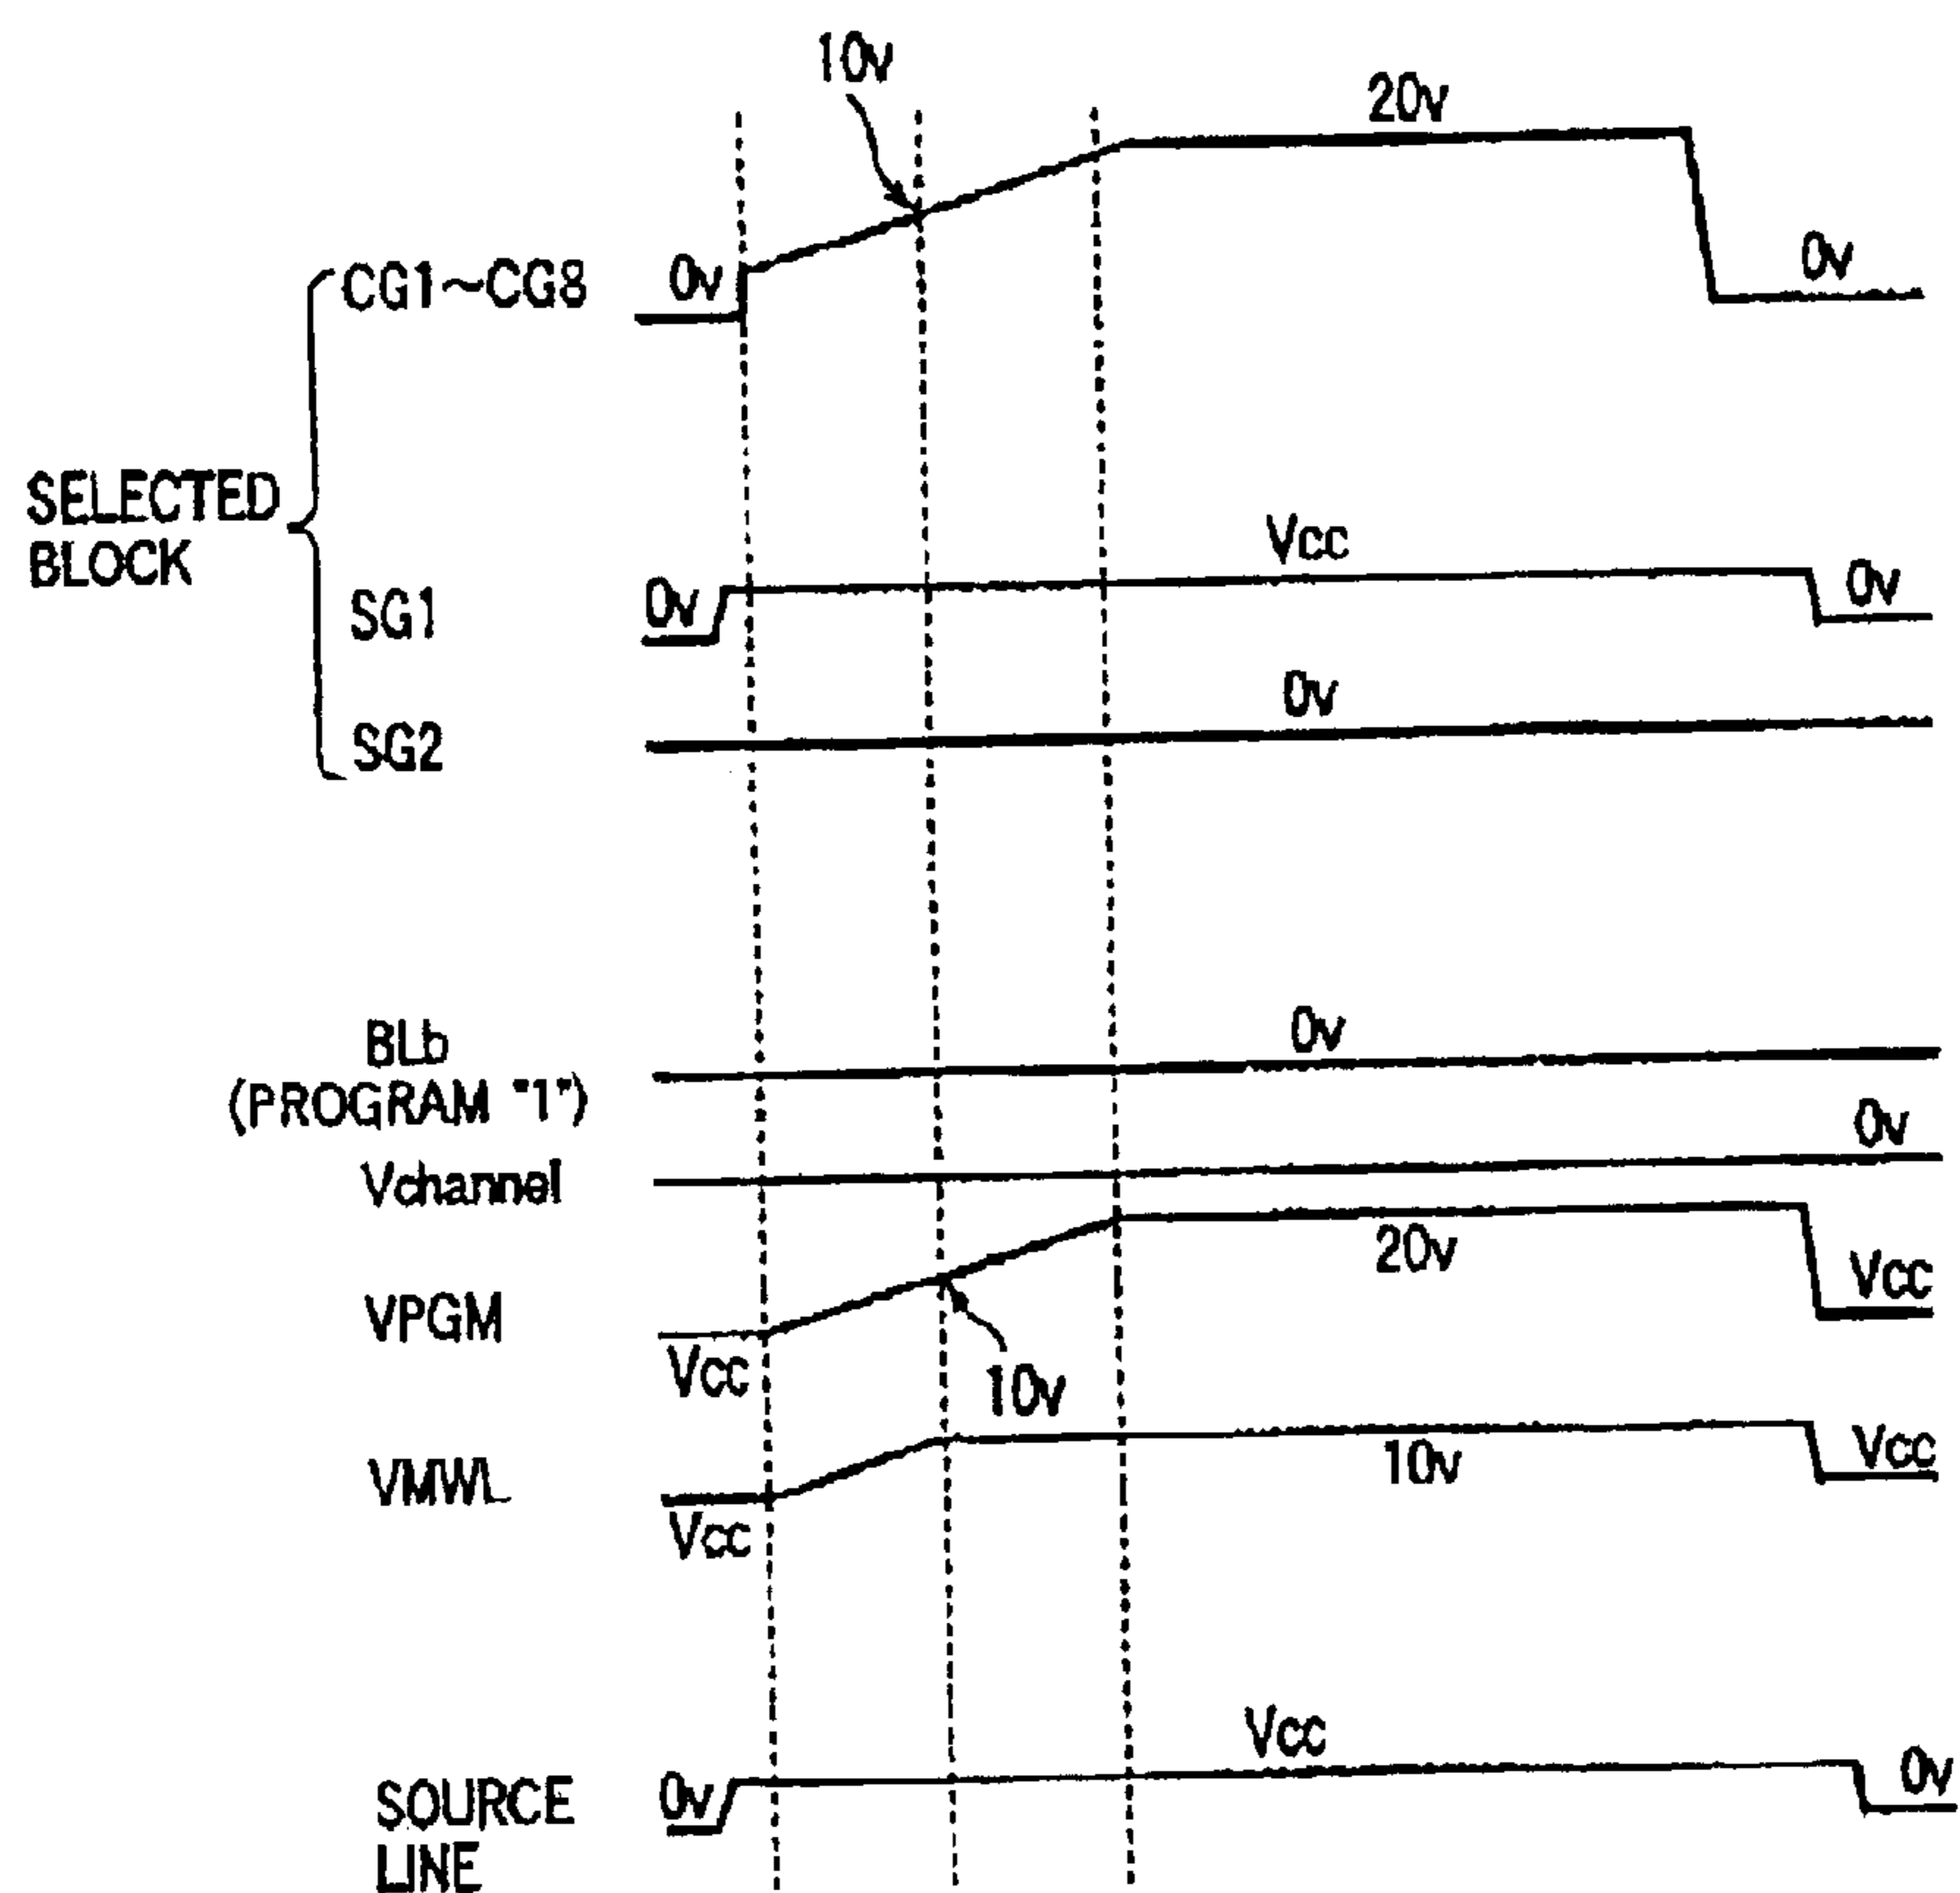 10v
20v
CG1~CG8
0v
0v
SELECTED
BLOCK
Vcc
SG1
0v
0v
0v
SG2
BLb
0v
(PROGRAM "1")
0v
Vchannel
20v
Vcc
VPGM
Vcc
10v
VMWL
10v
Vcc
Vcc
Vcc
SOURCE
LINE
0v
0v